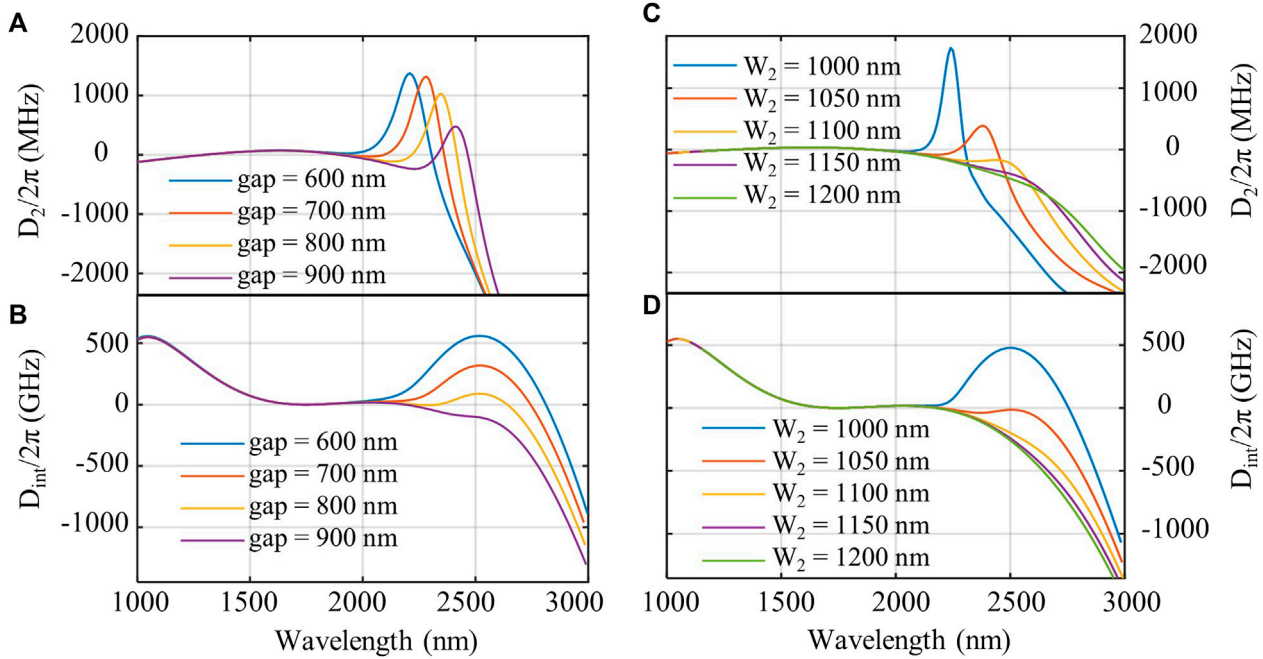 A
2000
1000
0
-1000
-2000
D2/2π (MHz)
gap = 600 nm
gap = 700 nm
gap = 800 nm
gap = 900 nm
B
500
0
-500
-1000
Dint/2π (GHz)
gap = 600 nm
gap = 700 nm
gap = 800 nm
gap = 900 nm
1000 1500 2000 2500 3000
Wavelength (nm)
C
W2 = 1000 nm
W2 = 1050 nm
W2 = 1100 nm
W2 = 1150 nm
W2 = 1200 nm
2000
1000
0
-1000
-2000
D2/2π (MHz)
D
W2 = 1000 nm
W2 = 1050 nm
W2 = 1100 nm
W2 = 1150 nm
W2 = 1200 nm
500
0
-500
-1000
Dint/2π (GHz)
1000 1500 2000 2500 3000
Wavelength (nm)